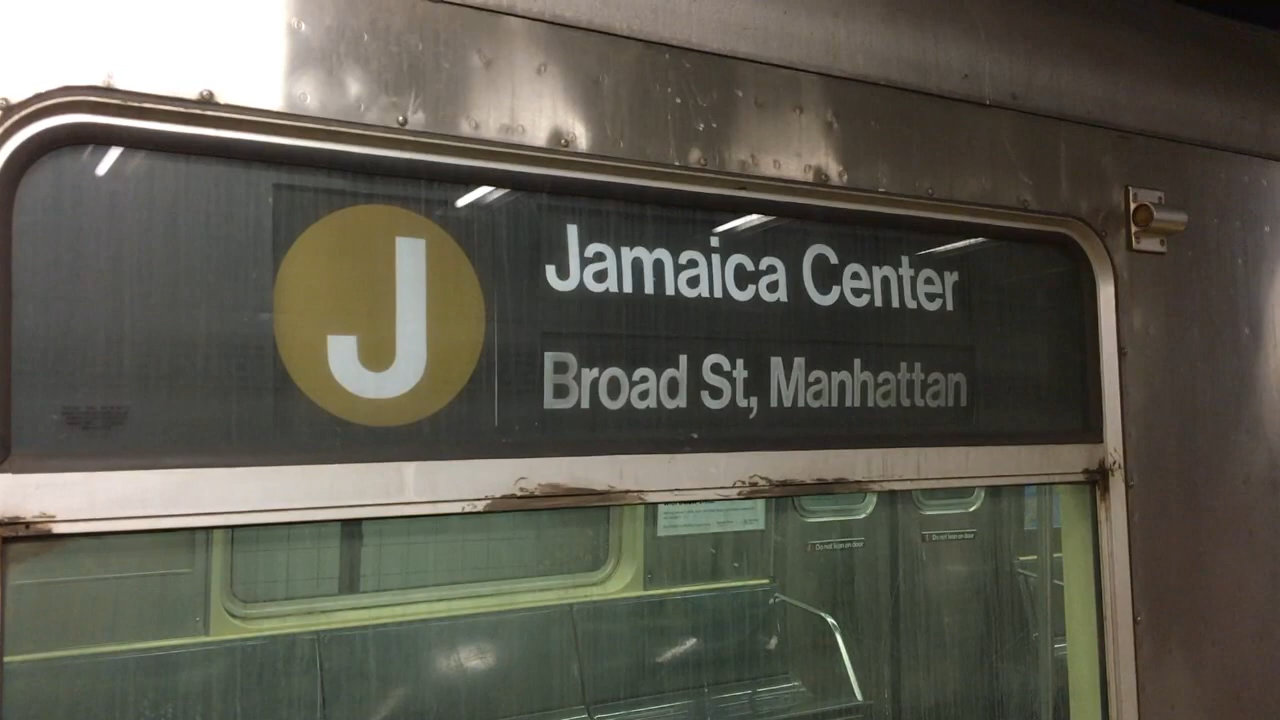 J
Jamaica Center
Broad St, Manhattan
Do not lean on door
Do not lean on door